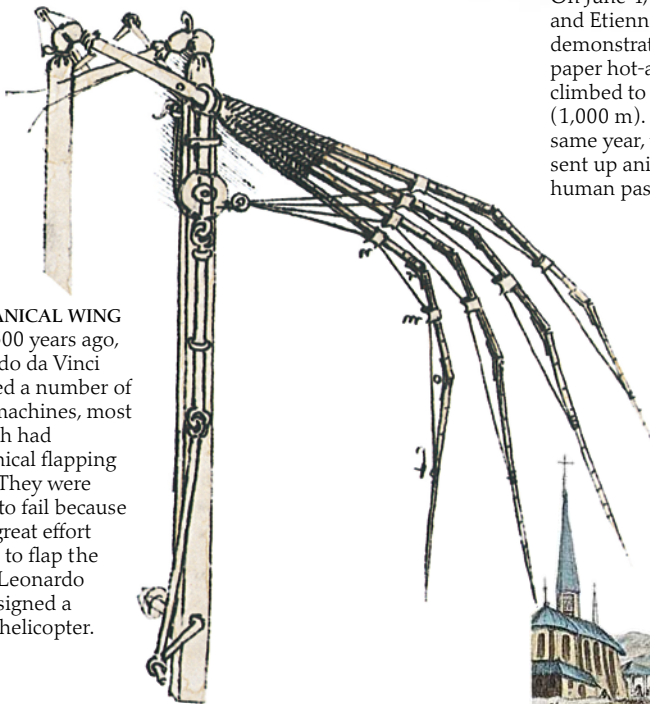 ANICAL WING
00 years ago,
do da Vinci
ed a number of
machines, most
h had
nical flapping
They were
to fail because
great effort
to flap the
Leonardo
signed a
helicopter.
and Etienn
demonstrat
paper hot-a
climbed to
(1,000 m).
same year,
sent up ani
human pas